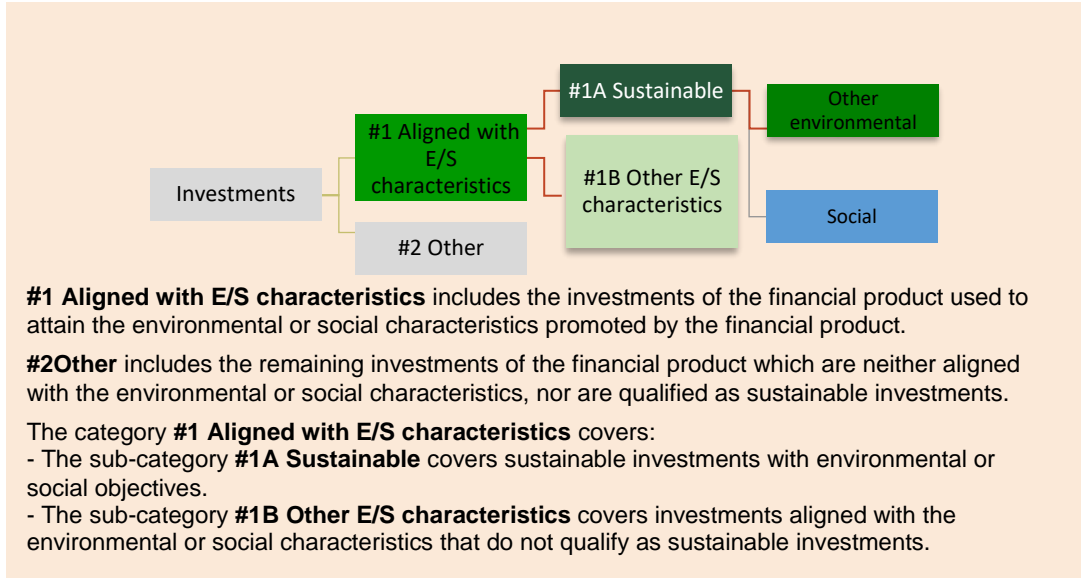 #1A Sustainable
Other
environmental
#1 Aligned with
E/S
characteristics
Investments
#1B Other E/S
characteristics
Social
#2 Other
#1 Aligned with E/S characteristics includes the investments of the financial product used to
attain the environmental or social characteristics promoted by the financial product.
#2Other includes the remaining investments of the financial product which are neither aligned
with the environmental or social characteristics, nor are qualified as sustainable investments.
The category #1 Aligned with E/S characteristics covers:
- The sub-category #1A Sustainable covers sustainable investments with environmental or
social objectives.
- The sub-category #1B Other E/S characteristics covers investments aligned with the
environmental or social characteristics that do not qualify as sustainable investments.